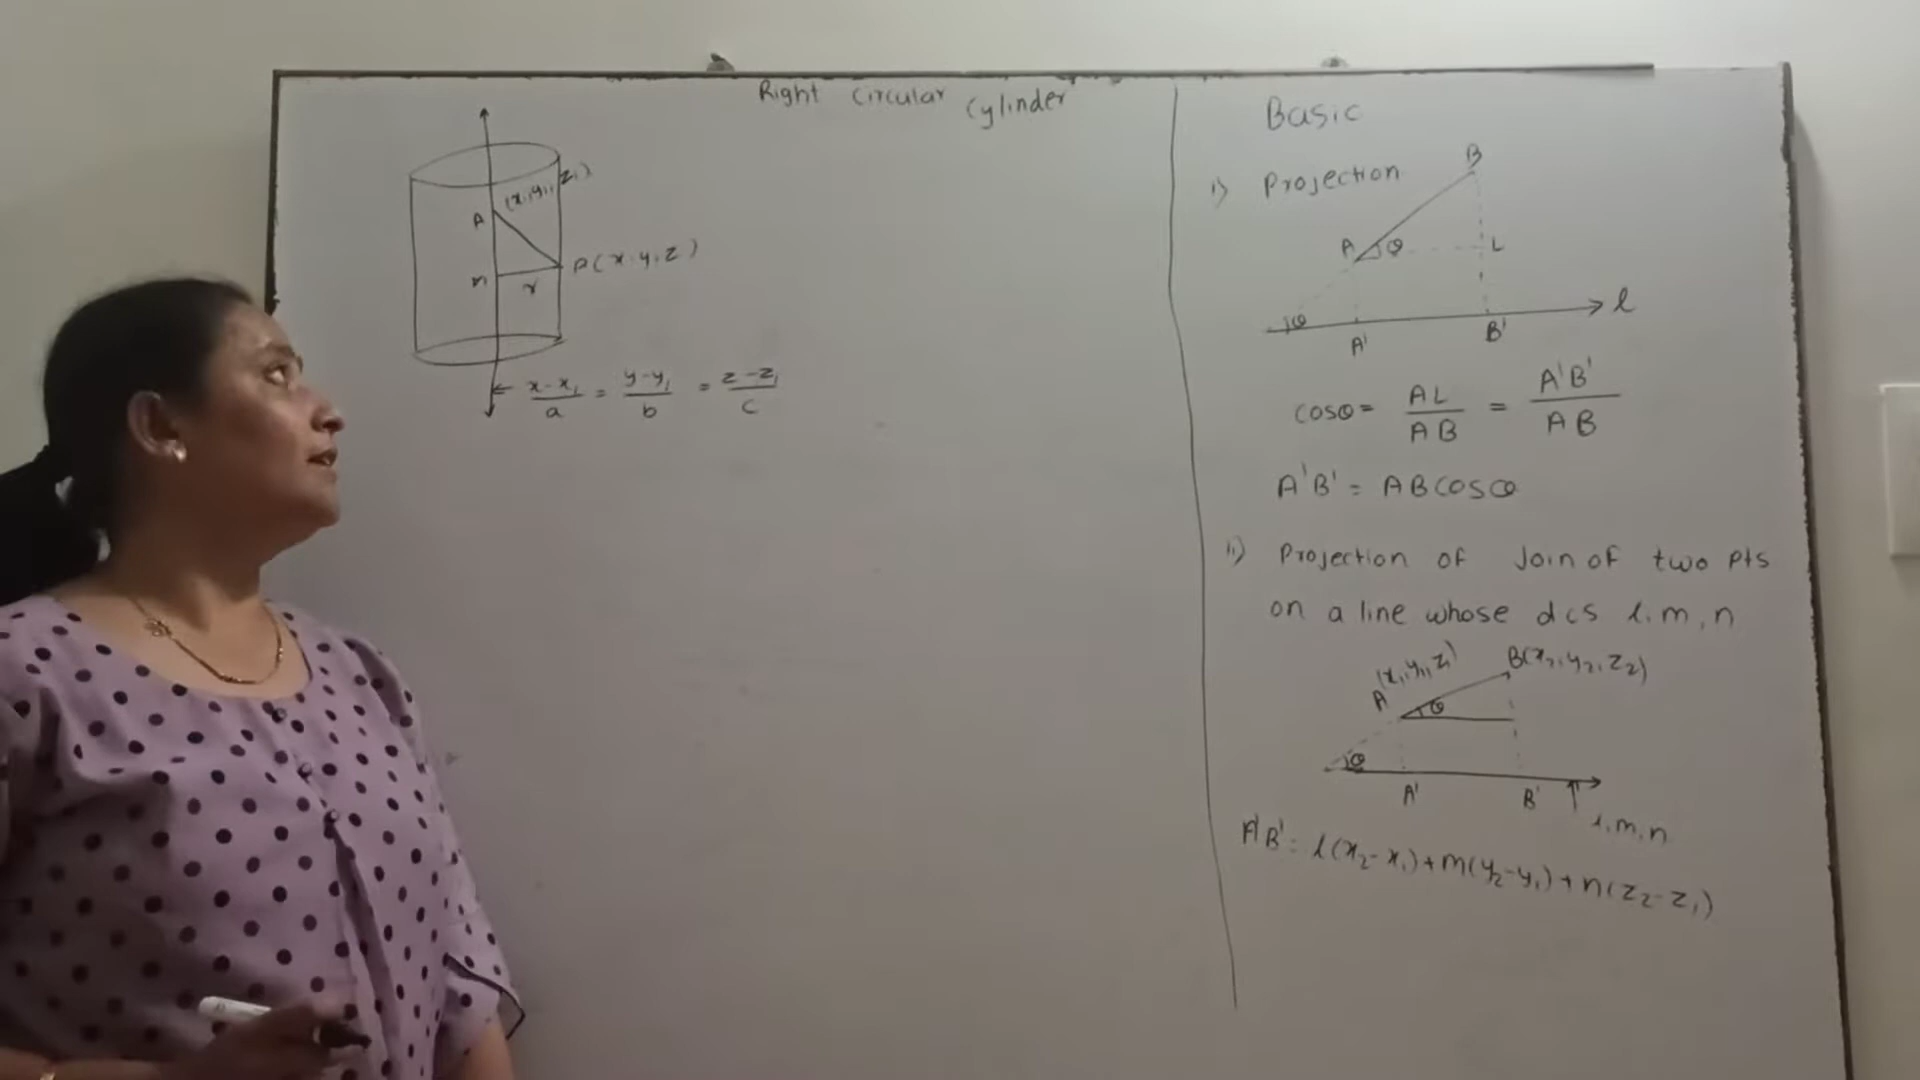 Right Circular Cylinder
(x₁, y₁, z₁)
A
P(x, y, z)
M
r
x-x₁/a = y-y₁/b = z-z₁/c
Basic
i) Projection
B
A θ L
θ A' B' l
cosθ = AL/AB = A'B'/AB
A'B' = AB cosθ
ii) Projection of Join of two pts
on a line whose dcs l, m, n
(x₁, y₁, z₁) B(x₂, y₂, z₂)
A θ
θ
A' B'
l, m, n
A'B' = l(x₂-x₁)+m(y₂-y₁)+n(z₂-z₁)